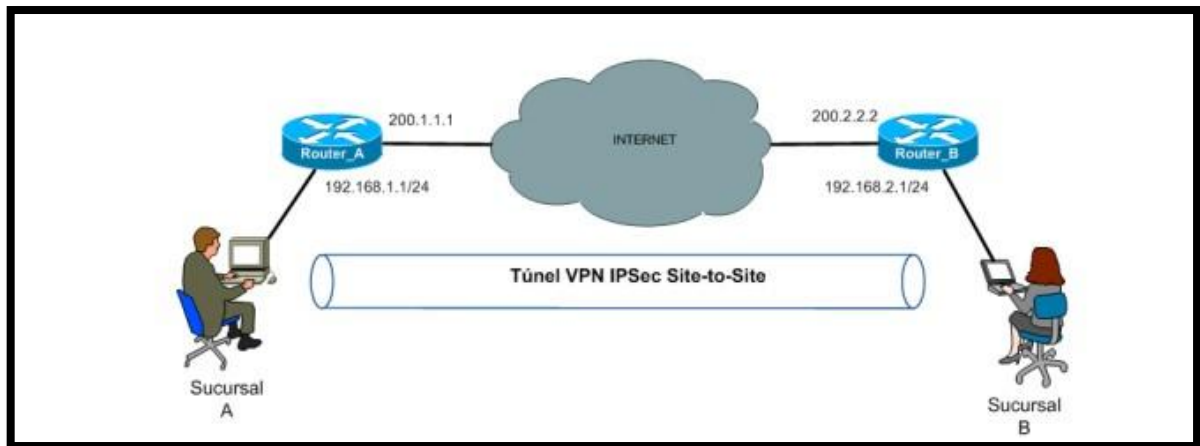 200.1.1.1
200.2.2.2
INTERNET
Router_A
Router_B
192.168.1.1/24
192.168.2.1/24
Túnel VPN IPSec Site-to-Site
Sucursal
A
Sucursal
B